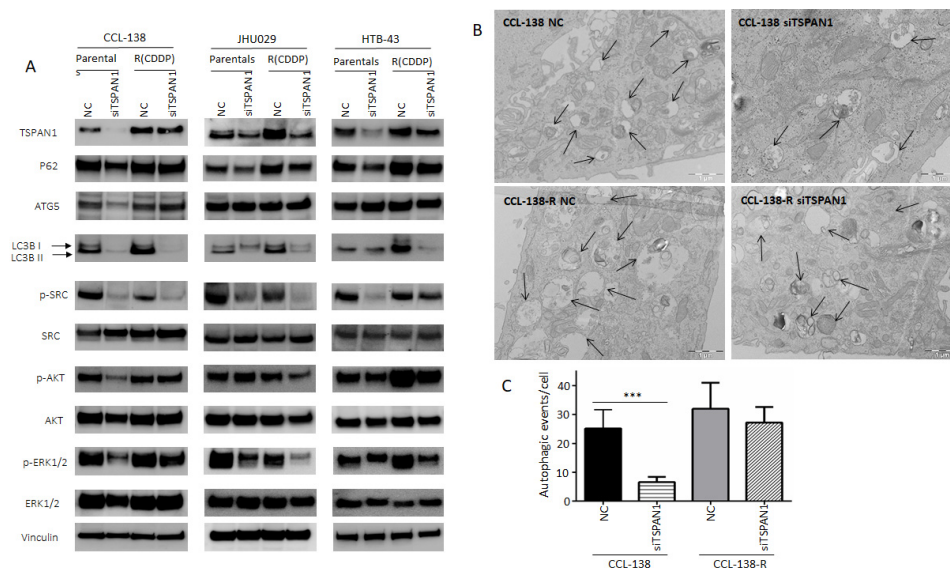 A
CCL-138
JHU029
HTB-43
Parental
s
R(CDDP)
Parentals
R(CDDP)
Parentals
R(CDDP)
NC
siTSPAN1
NC
siTSPAN1
NC
siTSPAN1
NC
siTSPAN1
NC
siTSPAN1
NC
siTSPAN1
TSPAN1
P62
ATG5
LC3B I
LC3B II
p-SRC
SRC
p-AKT
AKT
p-ERK1/2
ERK1/2
Vinculin
B
CCL-138 NC
CCL-138 siTSPAN1
CCL-138-R NC
CCL-138-R siTSPAN1
C
Autophagic events/cell
40
30
20
10
0
***
NC
siTSPAN1
NC
siTSPAN1
CCL-138
CCL-138-R